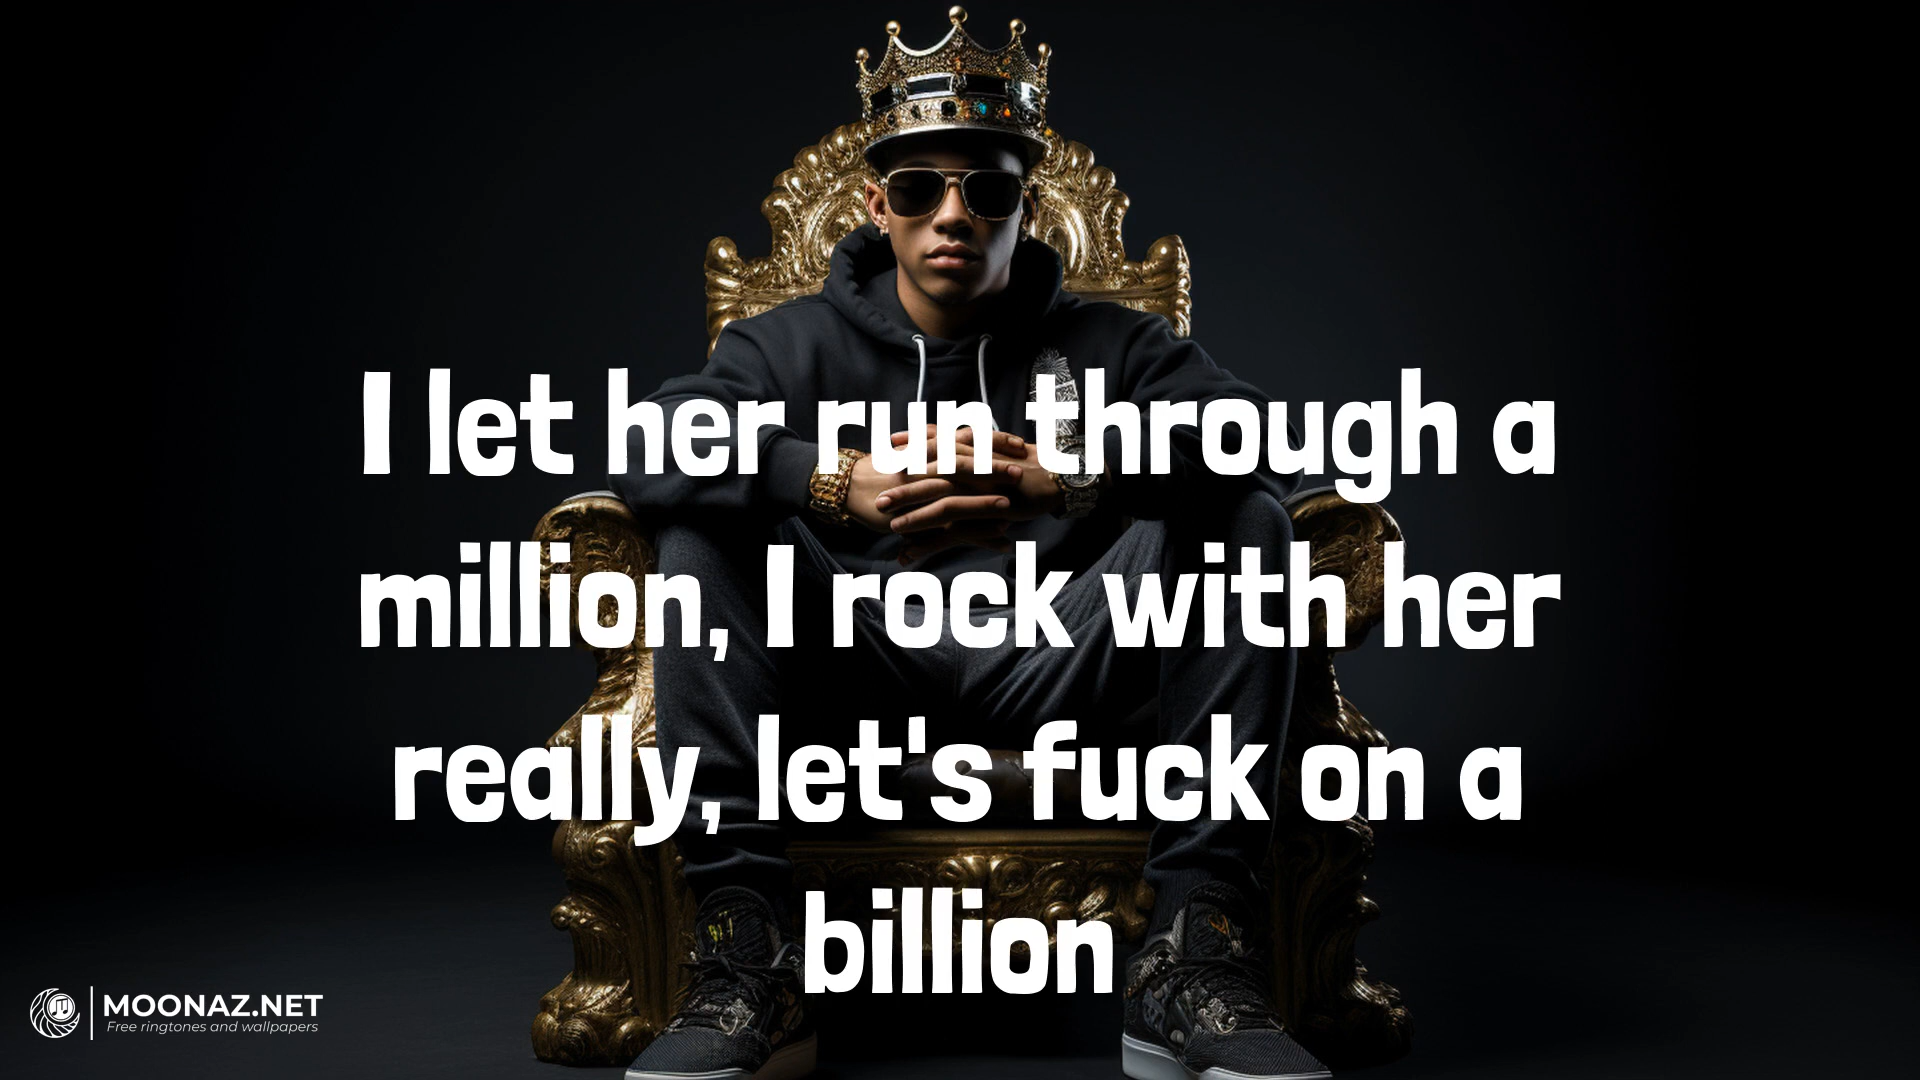 I let her run through a
million, I rock with her
really, let's fuck on a
billion
MOONAZ.NET
Free ringtones and wallpapers